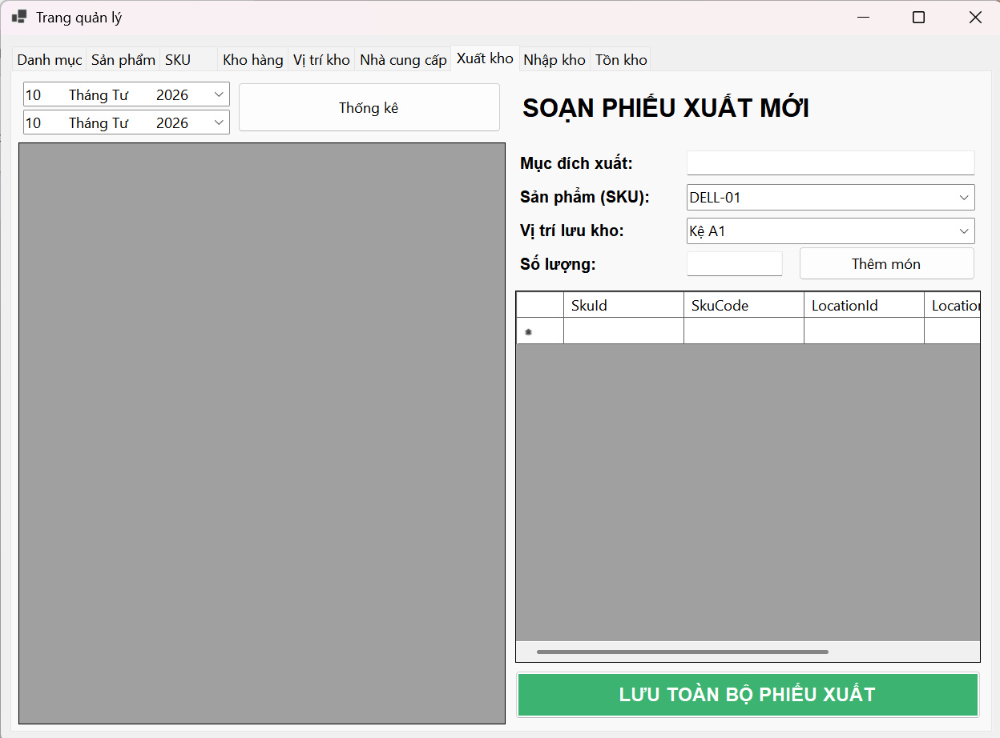 Trang quản lý
Danh mục Sản phẩm SKU Kho hàng Vị trí kho Nhà cung cấp Xuất kho Nhập kho Tồn kho
10 Tháng Tư 2026
10 Tháng Tư 2026
Thống kê
SOẠN PHIẾU XUẤT MỚI
Mục đích xuất:
Sản phẩm (SKU): DELL-01
Vị trí lưu kho: Kệ A1
Số lượng: Thêm món
SkuId SkuCode LocationId Location
LƯU TOÀN BỘ PHIẾU XUẤT